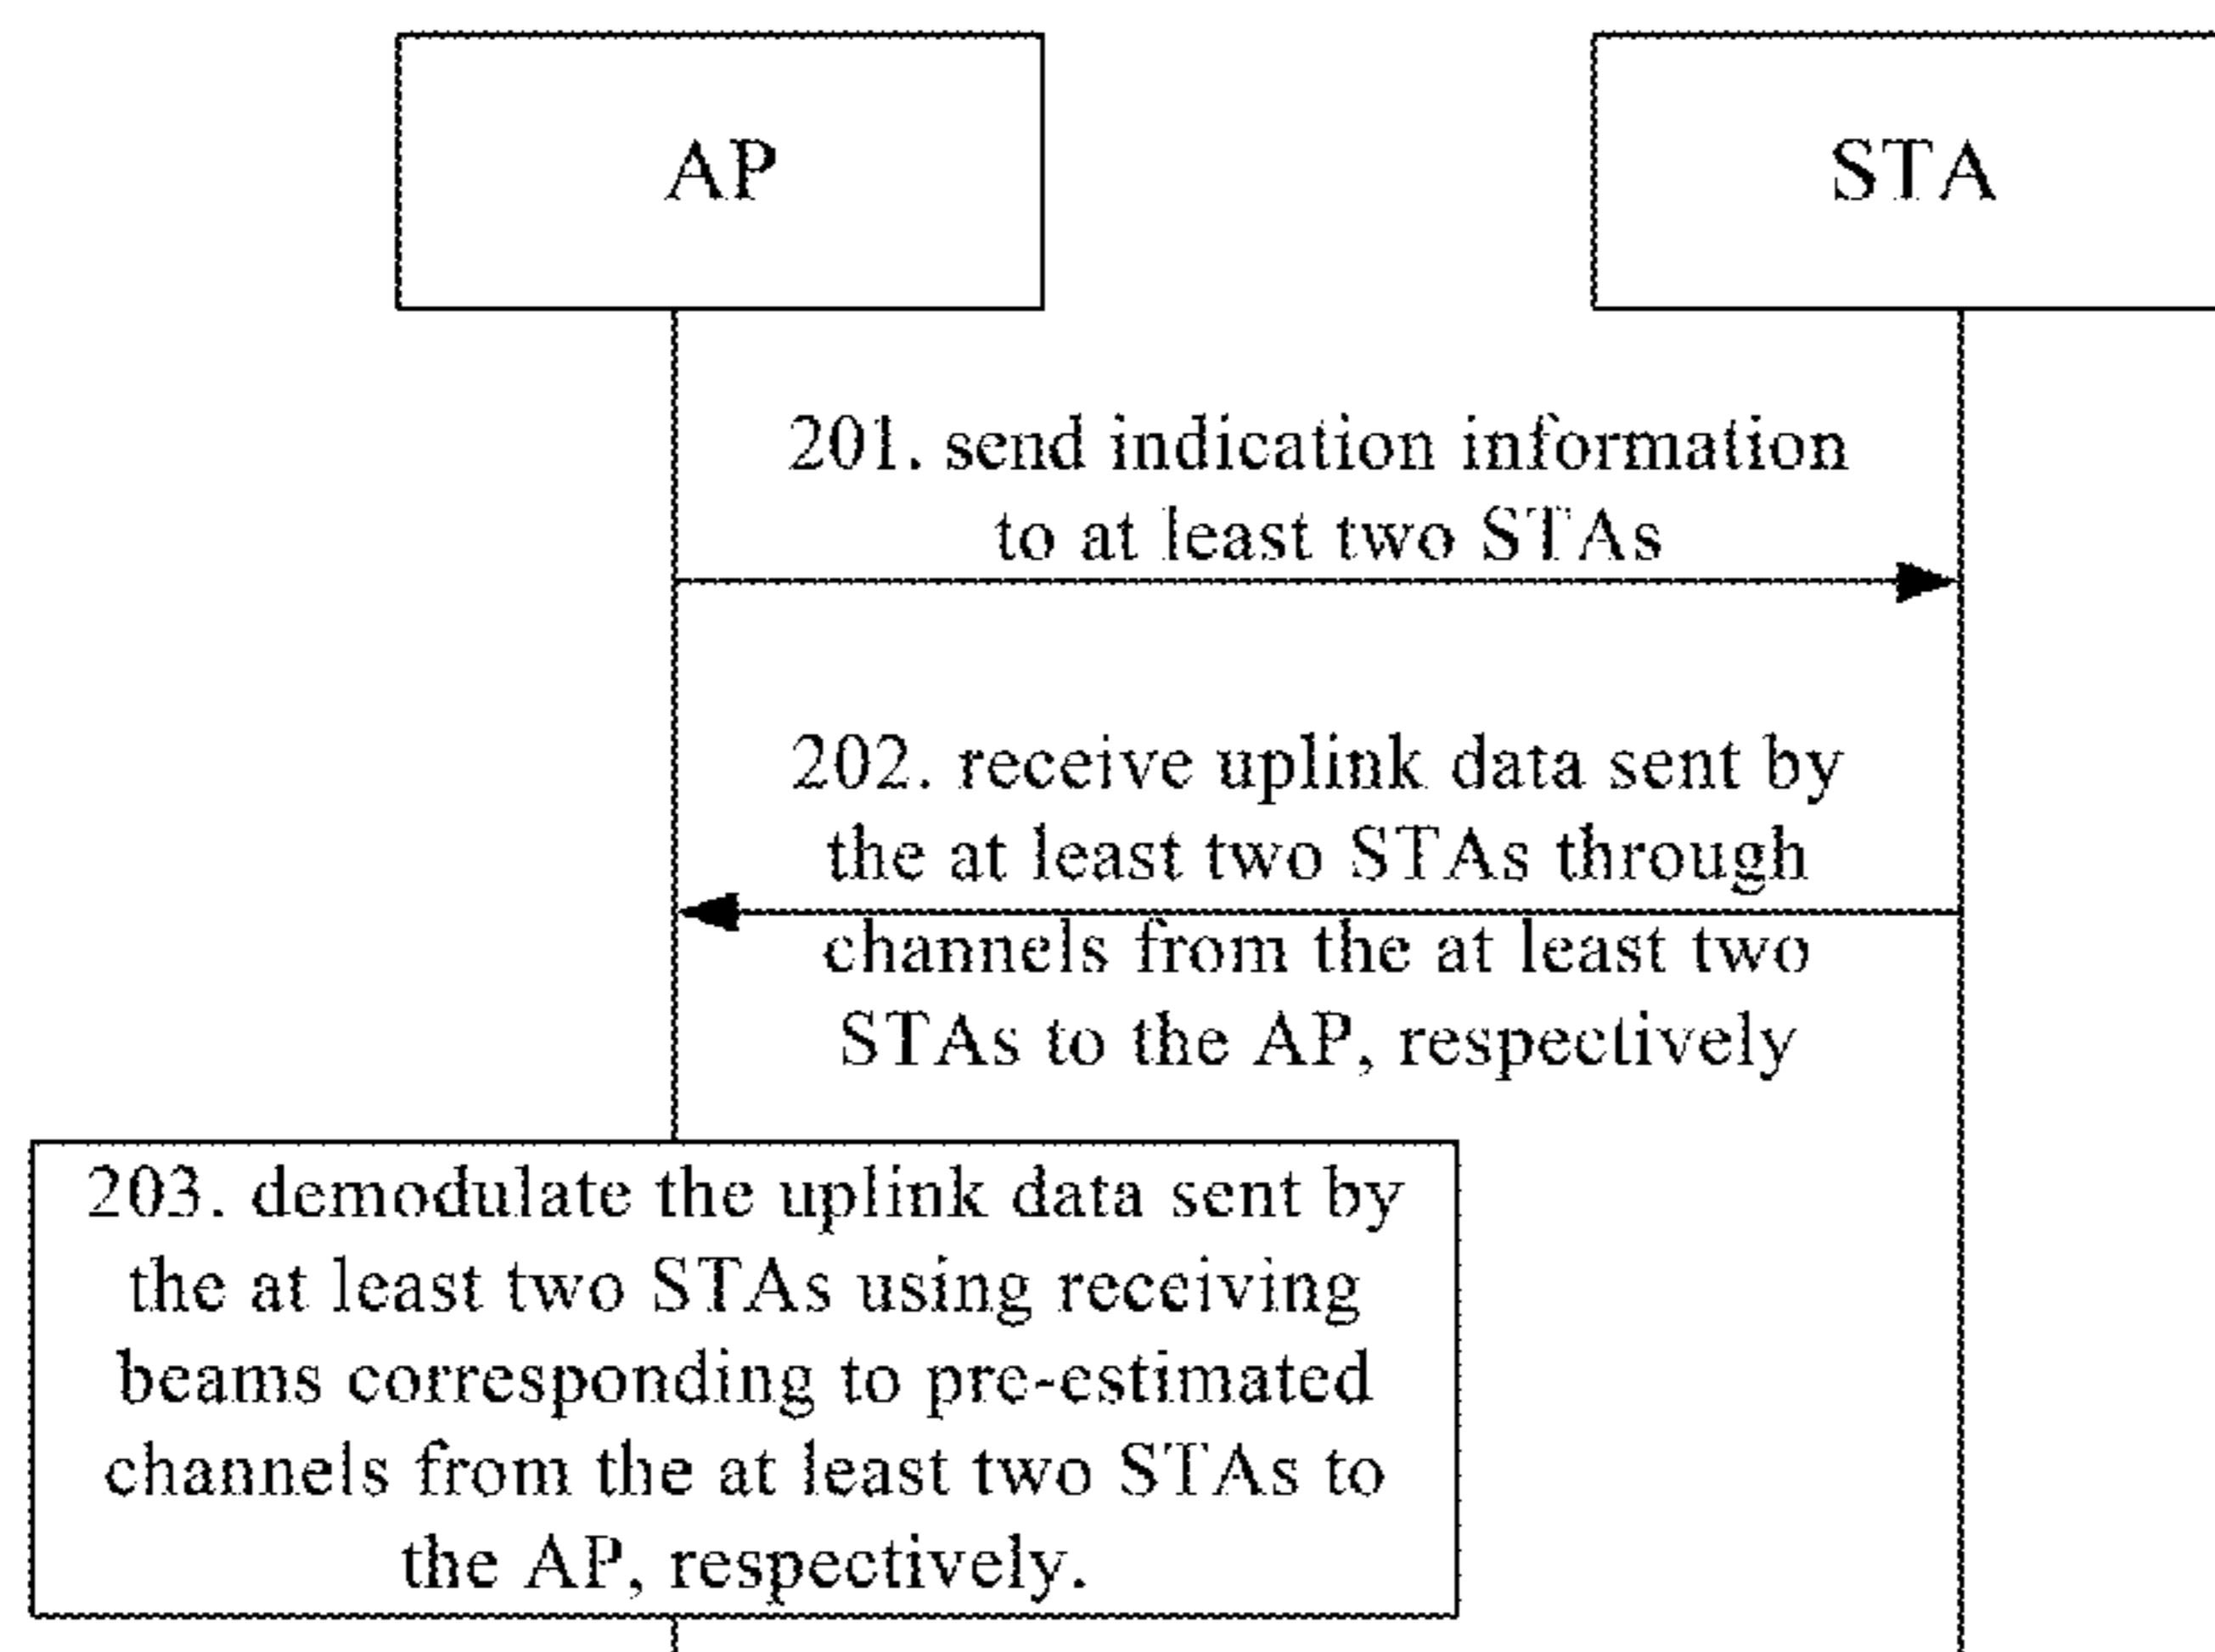 AP
STA
201. send indication information
to at least two STAs
202. receive uplink data sent by
the at least two STAs through
channels from the at least two
STAs to the AP, respectively
203. demodulate the uplink data sent by
the at least two STAs using receiving
beams corresponding to pre-estimated
channels from the at least two STAs to
the AP, respectively.